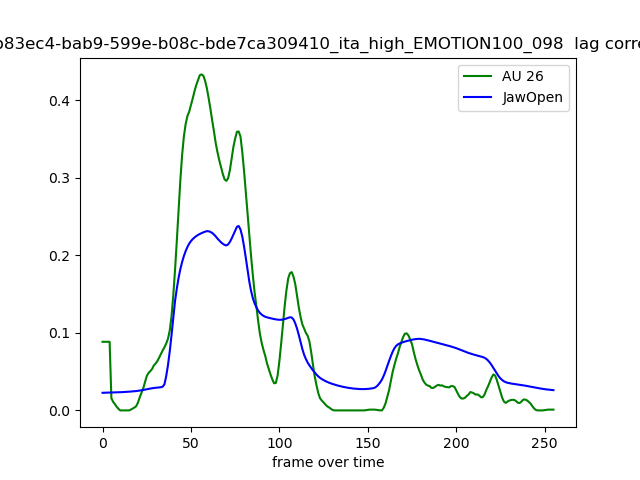 b83ec4-bab9-599e-b08c-bde7ca309410_ita_high_EMOTION100_098 lag corre
AU 26
JawOpen
0.4
0.3
0.2
0.1
0.0
0 50 100 150 200 250
frame over time